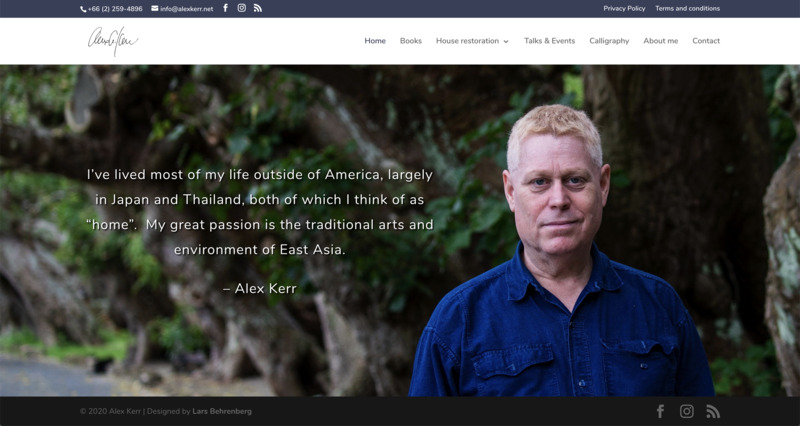 +66 (2) 259-4896 info@alexkerr.net Privacy Policy Terms and conditions
Alex Kerr
Home Books House restoration Talks & Events Calligraphy About me Contact
I’ve lived most of my life outside of America, largely
in Japan and Thailand, both of which I think of as
“home”. My great passion is the traditional arts and
environment of East Asia.
– Alex Kerr
© 2020 Alex Kerr | Designed by Lars Behrenberg